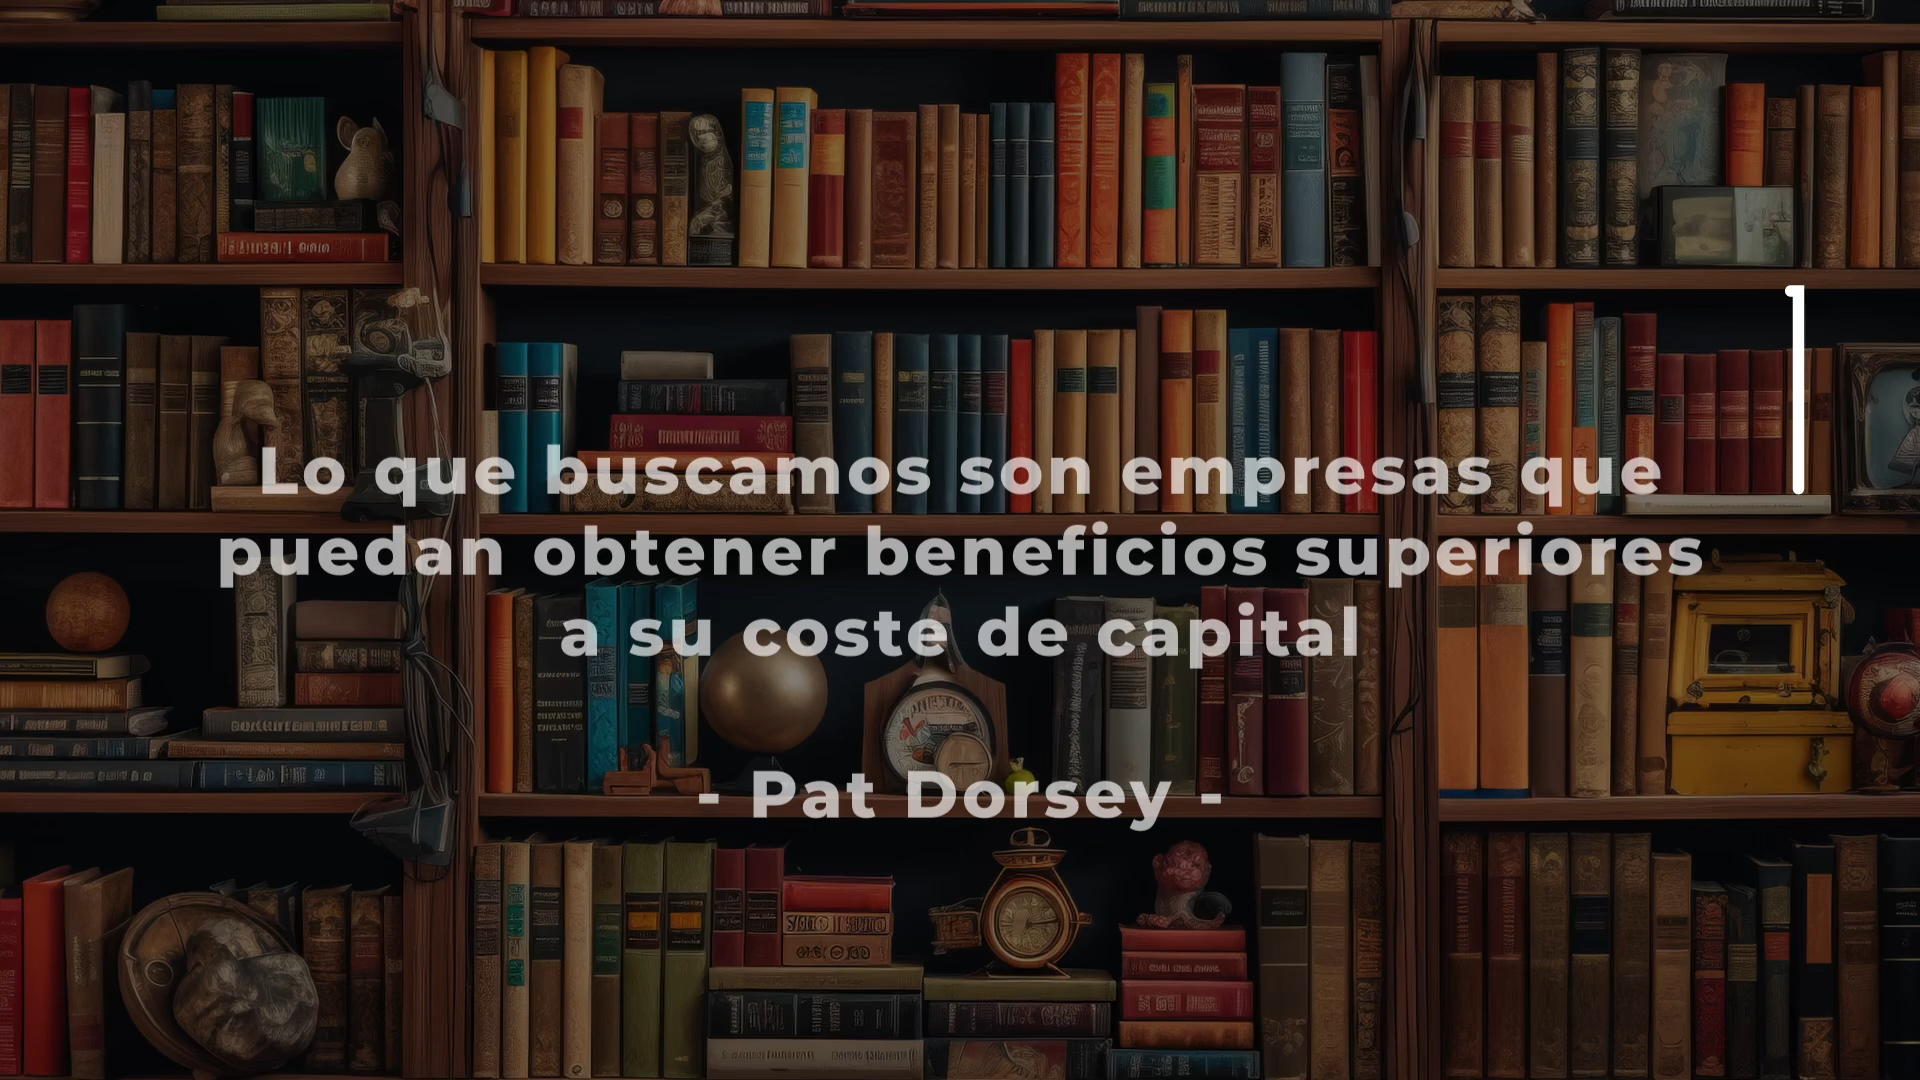 Lo que buscamos son empresas que
puedan obtener beneficios superiores
a su coste de capital
- Pat Dorsey -